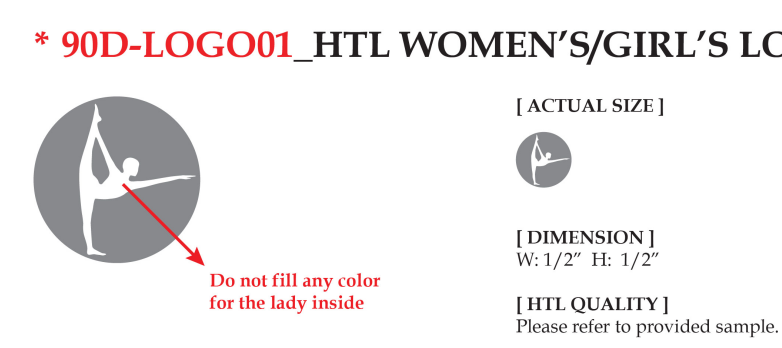 * 90D-LOGO01_HTL WOMEN’S/GIRL’S LO
[ ACTUAL SIZE ]
[ DIMENSION ]
W: 1/2” H: 1/2”
Do not fill any color
for the lady inside
[ HTL QUALITY ]
Please refer to provided sample.